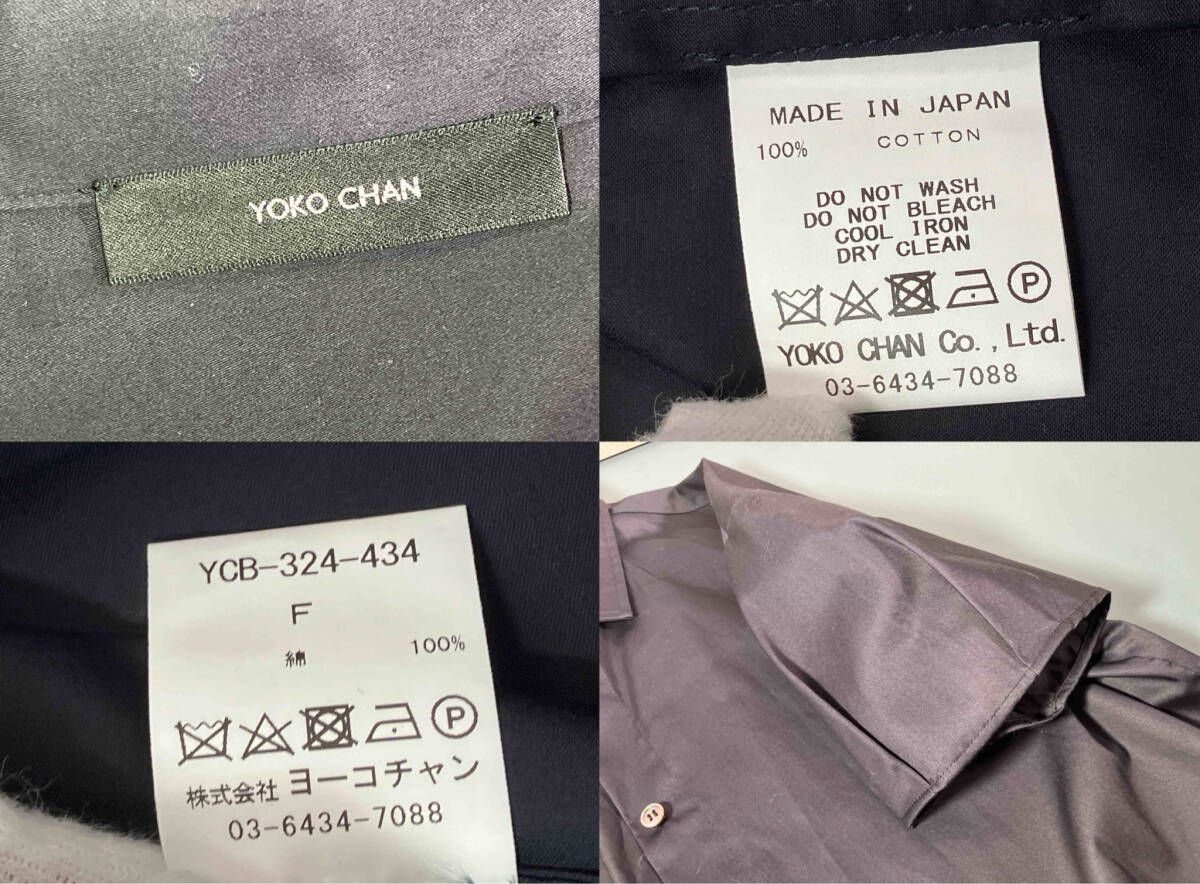 YOKO CHAN
MADE IN JAPAN
100% COTTON
DO NOT WASH
DO NOT BLEACH
COOL IRON
DRY CLEAN
P
YOKO CHAN Co., Ltd.
03-6434-7088
YCB-324-434
F
綿 100%
P
株式会社 ヨーコチャン
03-6434-7088